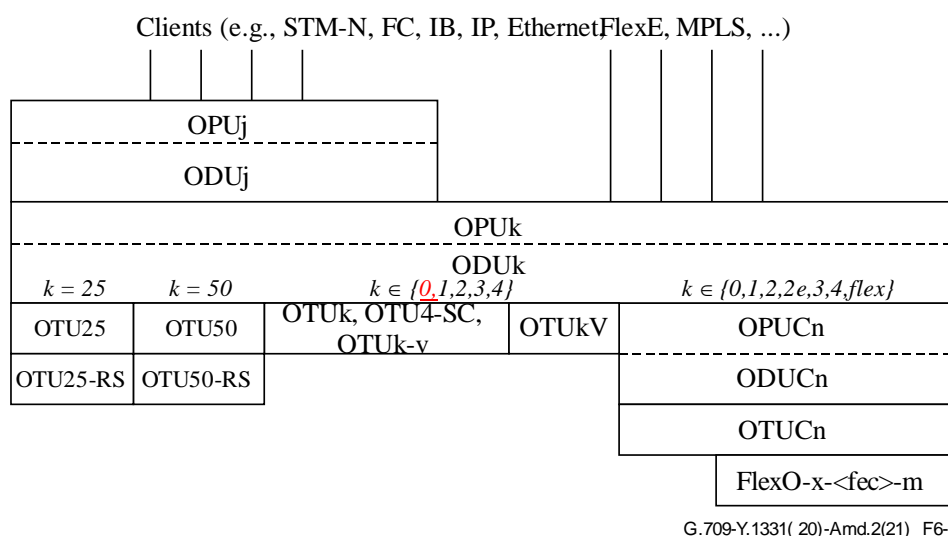 Clients (e.g., STM-N, FC, IB, IP, Ethernet,FlexE, MPLS, ...)
OPUj
ODUj
OPUk
ODUk
k = 25
k = 50
k ∈ {0,1,2,3,4}
k ∈ {0,1,2,2e,3,4,flex}
OTU25
OTU50
OTUk, OTU4-SC,
OTUk-v
OTUkV
OPUCn
OTU25-RS
OTU50-RS
ODUCn
OTUCn
FlexO-x-<fec>-m
G.709-Y.1331( 20)-Amd.2(21) F6-